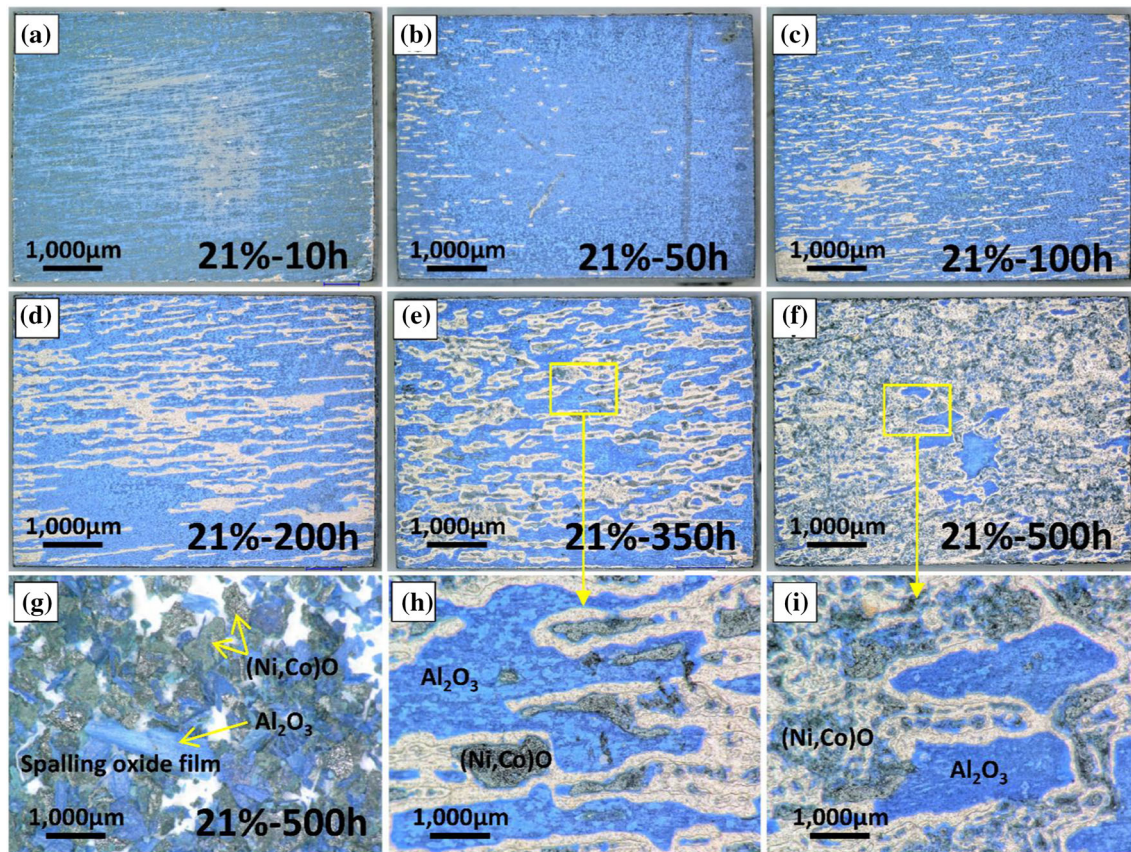 (a)
1,000μm
21%-10h
(b)
1,000μm
21%-50h
(c)
1,000μm
21%-100h
(d)
1,000μm
21%-200h
(e)
1,000μm
21%-350h
(f)
1,000μm
21%-500h
(g)
(Ni,Co)O
Al₂O₃
Spalling oxide film
1,000μm
21%-500h
(h)
Al₂O₃
(Ni,Co)O
1,000μm
(i)
(Ni,Co)O
Al₂O₃
1,000μm